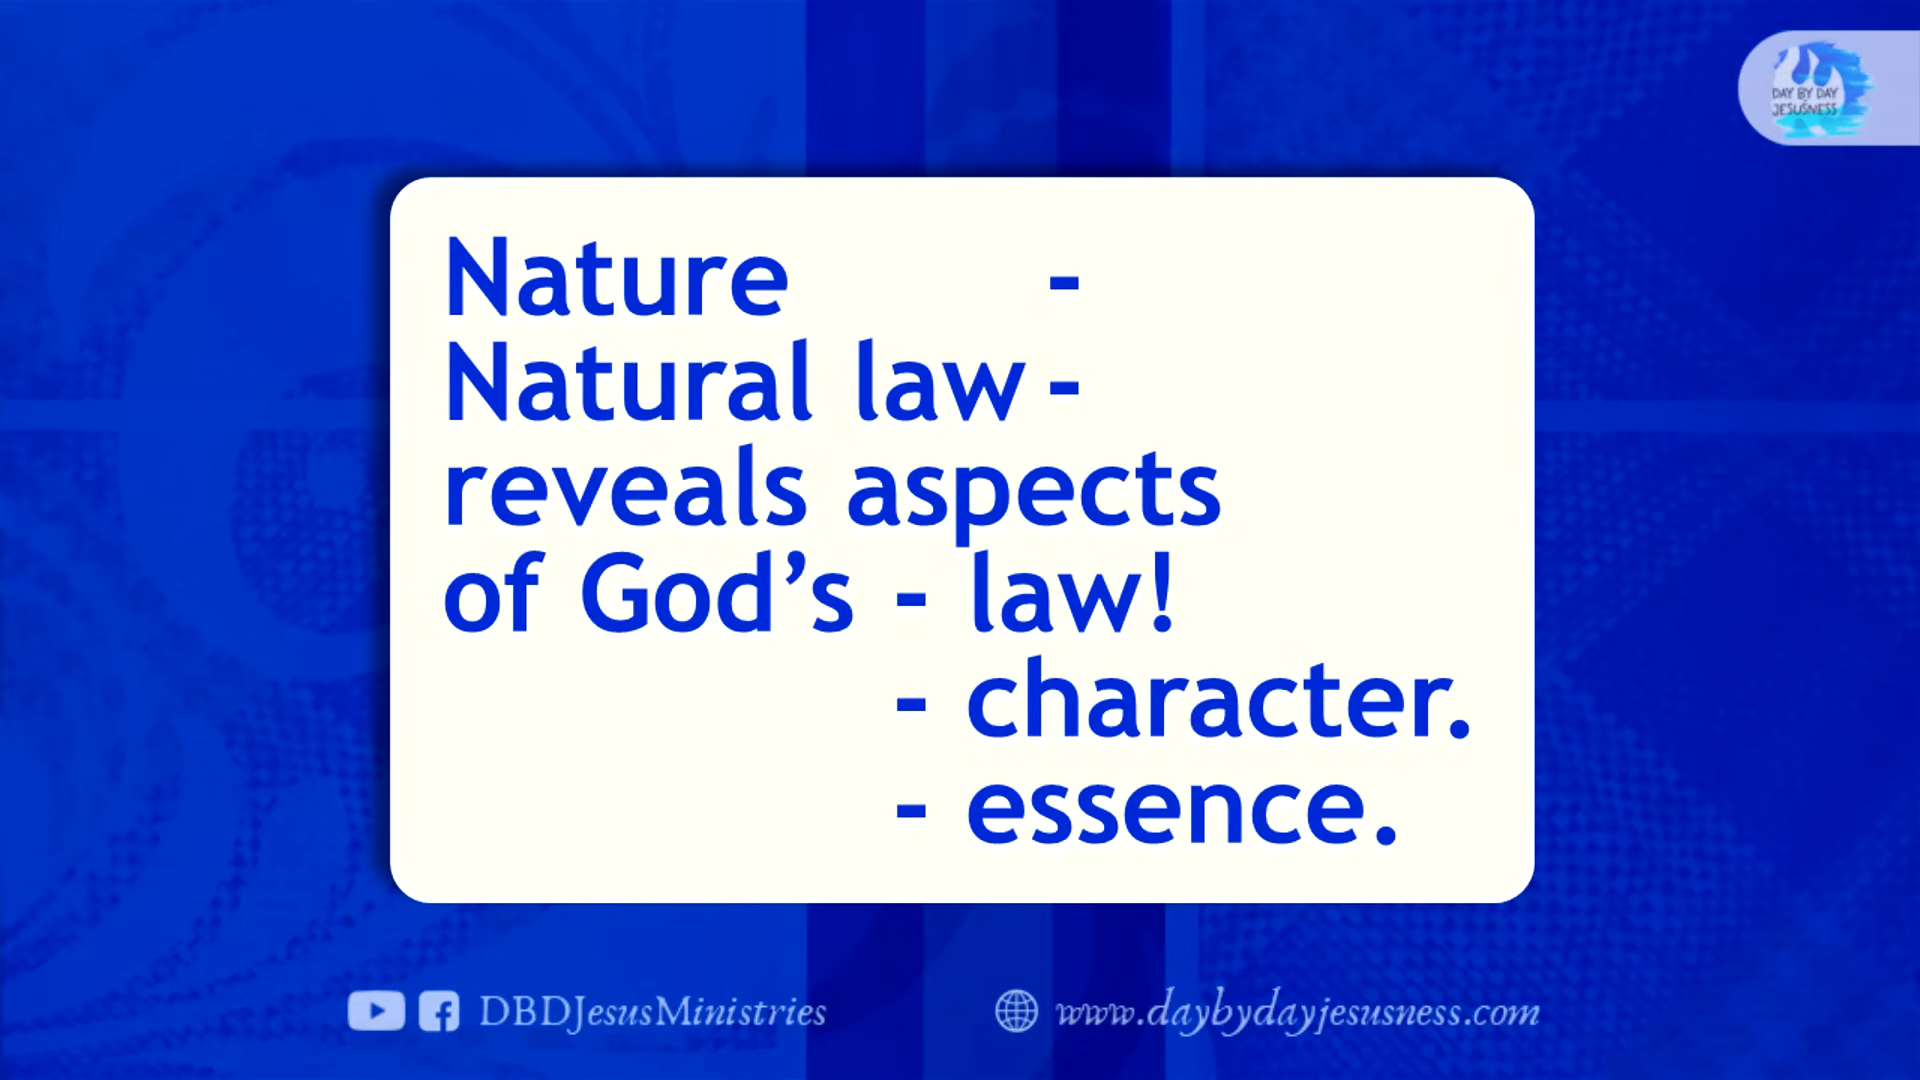 DAY BY DAY
JESUSNESS
Nature -
Natural law -
reveals aspects
of God’s - law!
- character.
- essence.
DBDJesusMinistries
www.daybydayjesusness.com